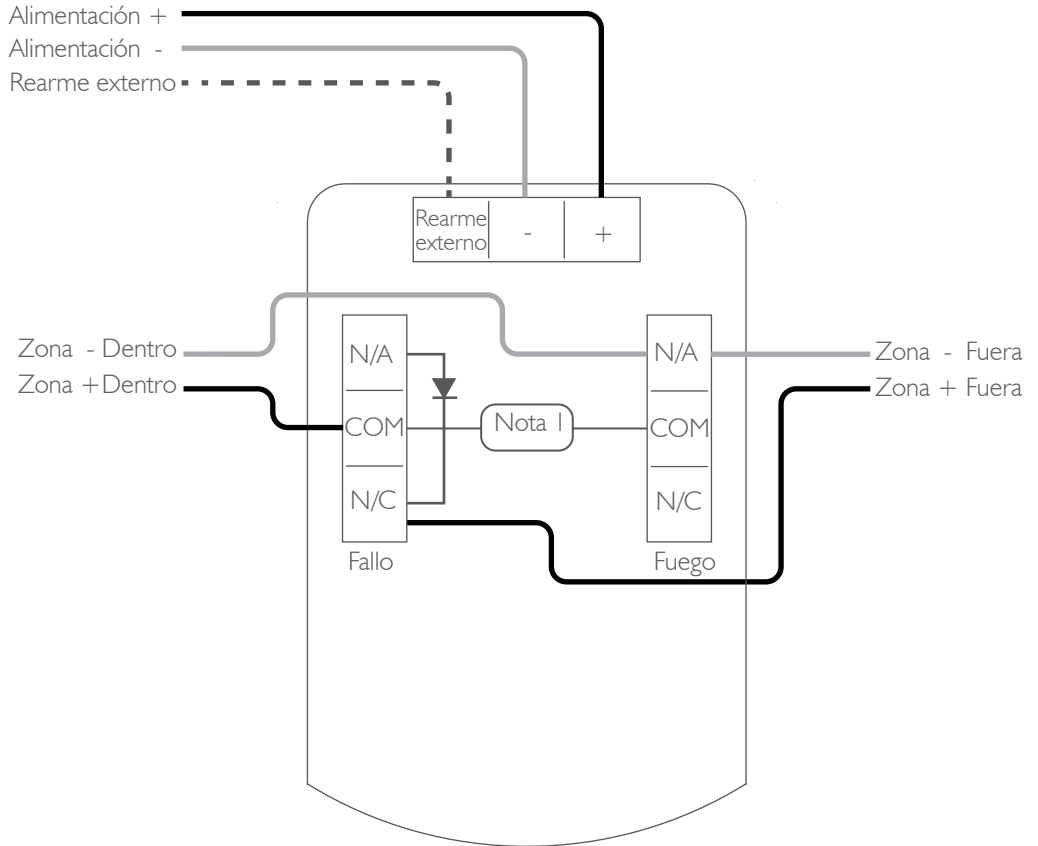 Alimentación +
Alimentación -
Rearme externo
Rearme
externo
-
+
Zona - Dentro
Zona + Dentro
N/A
COM
N/C
Fallo
Nota 1
N/A
COM
N/C
Fuego
Zona - Fuera
Zona + Fuera